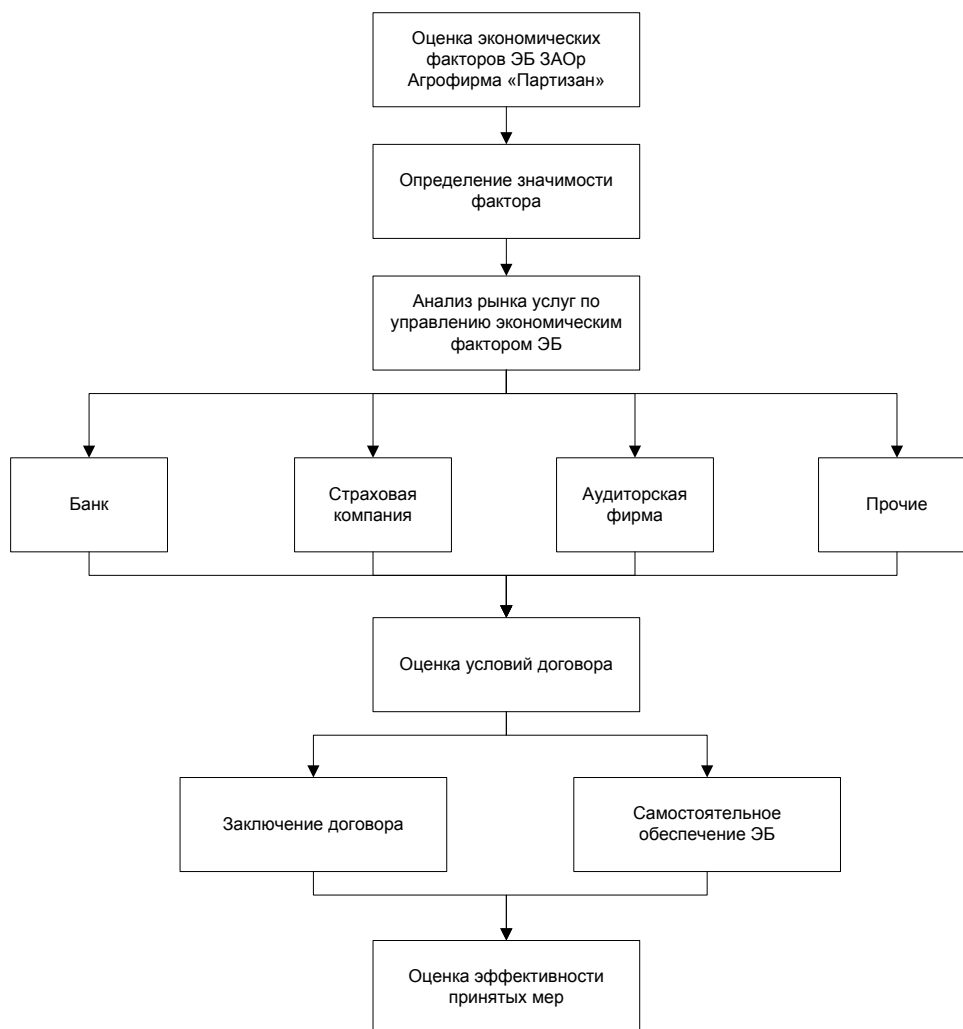 Оценка экономических
факторов ЭБ ЗАОр
Агрофирма «Партизан»
Определение значимости
фактора
Анализ рынка услуг по
управлению экономическим
фактором ЭБ
Банк
Страховая
компания
Аудиторская
фирма
Прочие
Оценка условий договора
Заключение договора
Самостоятельное
обеспечение ЭБ
Оценка эффективности
принятых мер